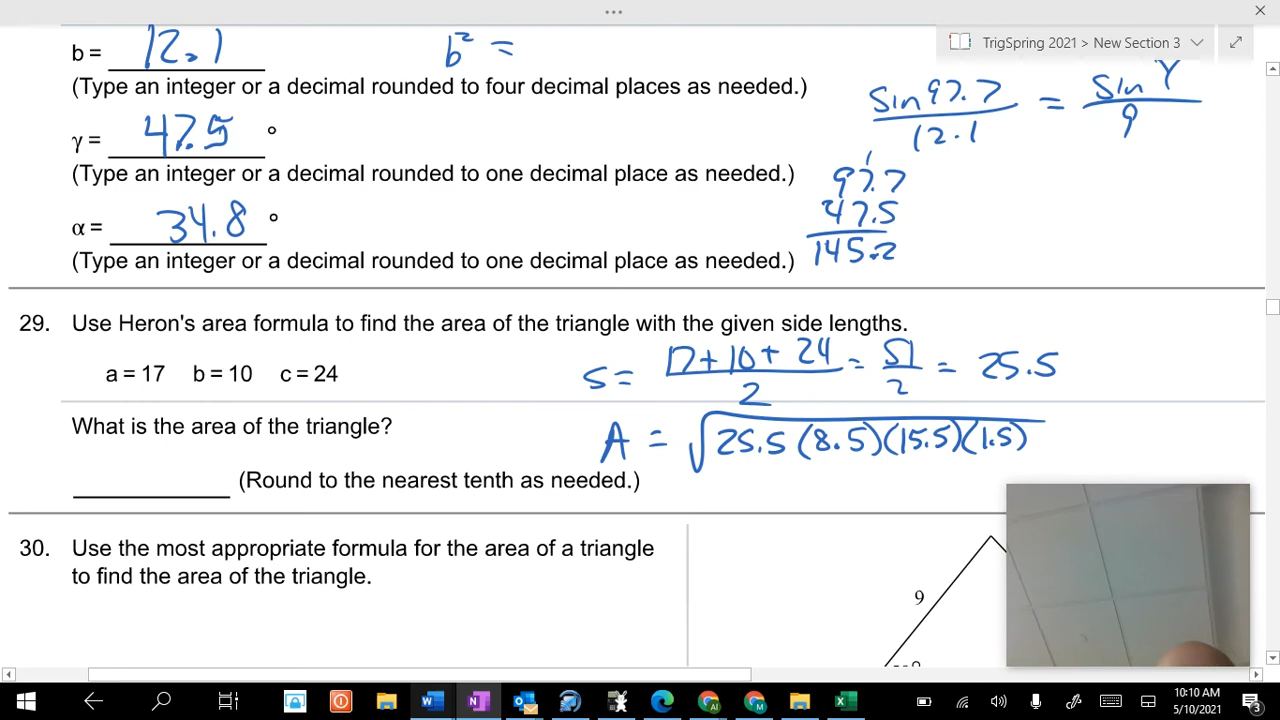 TrigSpring 2021 > New Section 3
b = 12.1
b² =
(Type an integer or a decimal rounded to four decimal places as needed.)
sin 97.7 / 12.1 = sin γ / 9
γ = 47.5 °
(Type an integer or a decimal rounded to one decimal place as needed.)
1
97.7
47.5
145.2
α = 34.8 °
(Type an integer or a decimal rounded to one decimal place as needed.)
29. Use Heron's area formula to find the area of the triangle with the given side lengths.
a = 17 b = 10 c = 24
s = 17+10+24 / 2 = 51 / 2 = 25.5
What is the area of the triangle?
A = √25.5 (8.5)(15.5)(1.5)
(Round to the nearest tenth as needed.)
30. Use the most appropriate formula for the area of a triangle
to find the area of the triangle.
9
10:10 AM
5/10/2021